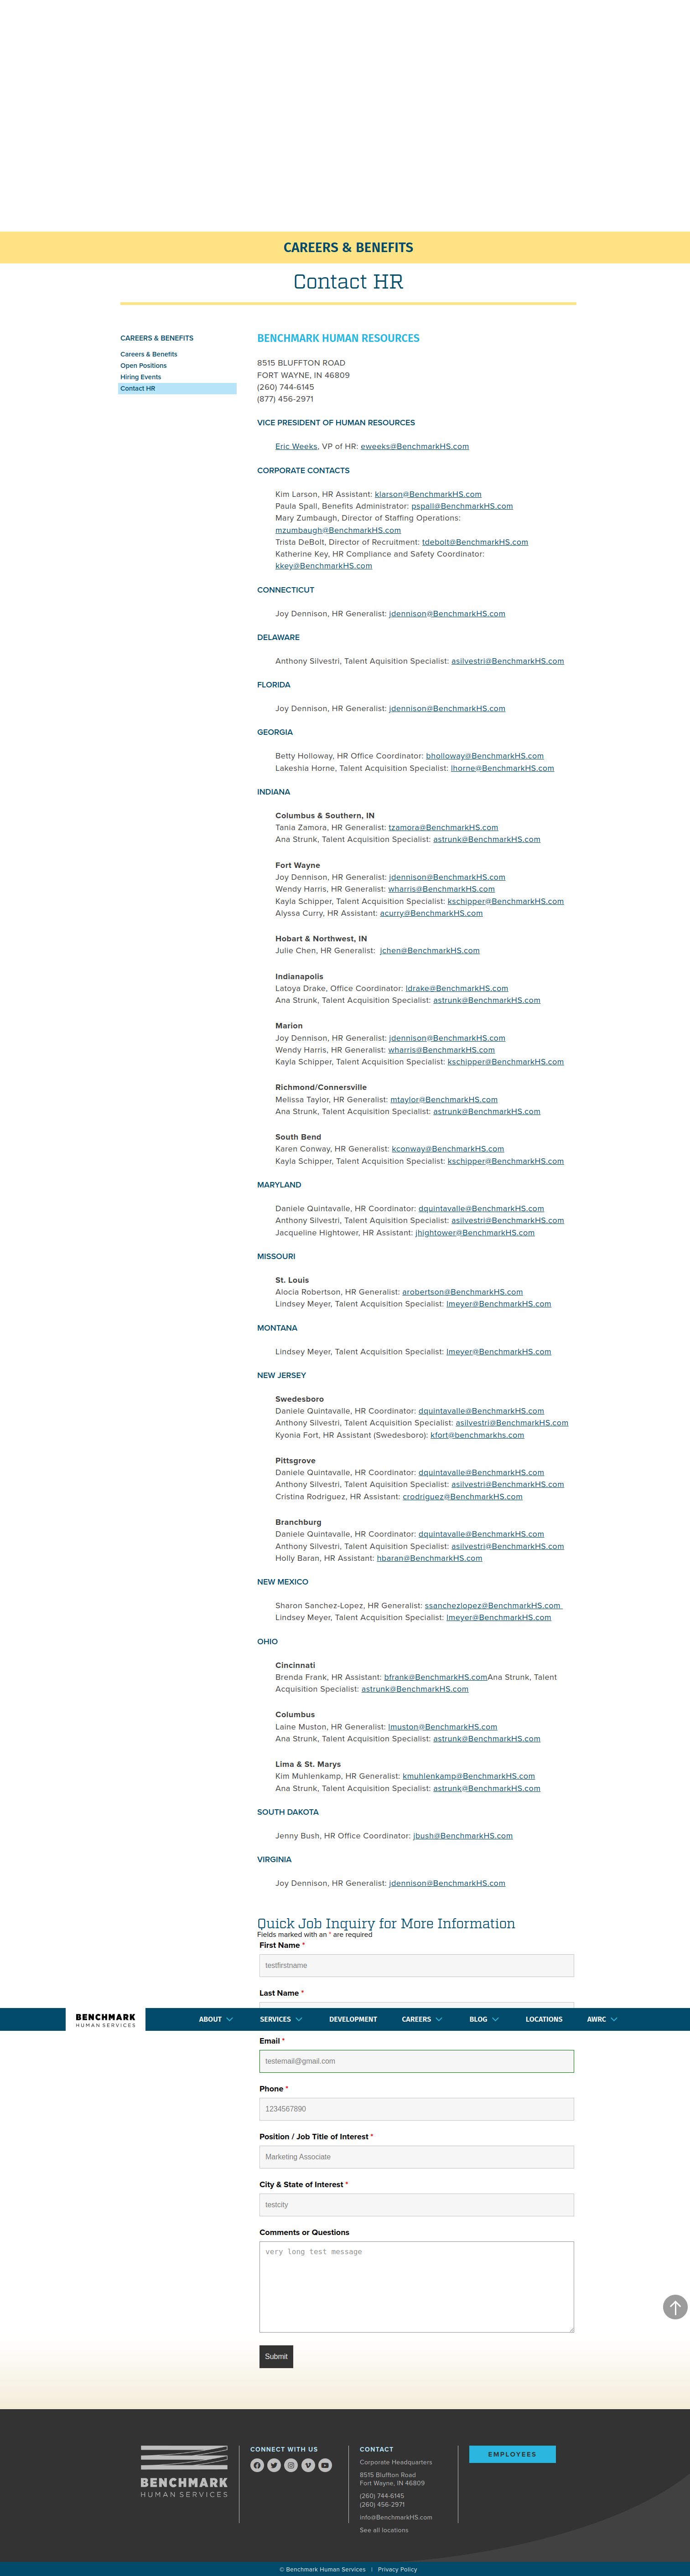 CAREERS & BENEFITS
Contact HR
CAREERS & BENEFITS
Careers & Benefits
Open Positions
Hiring Events
Contact HR
BENCHMARK HUMAN RESOURCES
8515 BLUFFTON ROAD
FORT WAYNE, IN 46809
(260) 744-6145
(877) 456-2971
VICE PRESIDENT OF HUMAN RESOURCES
Eric Weeks, VP of HR: eweeks@BenchmarkHS.com
CORPORATE CONTACTS
Kim Larson, HR Assistant: klarson@BenchmarkHS.com
Paula Spall, Benefits Administrator: pspall@BenchmarkHS.com
Mary Zumbaugh, Director of Staffing Operations:
mzumbaugh@BenchmarkHS.com
Trista DeBolt, Director of Recruitment: tdebolt@BenchmarkHS.com
Katherine Key, HR Compliance and Safety Coordinator:
kkey@BenchmarkHS.com
CONNECTICUT
Joy Dennison, HR Generalist: jdennison@BenchmarkHS.com
DELAWARE
Anthony Silvestri, Talent Aquisition Specialist: asilvestri@BenchmarkHS.com
FLORIDA
Joy Dennison, HR Generalist: jdennison@BenchmarkHS.com
GEORGIA
Betty Holloway, HR Office Coordinator: bholloway@BenchmarkHS.com
Lakeshia Horne, Talent Acquisition Specialist: lhorne@BenchmarkHS.com
INDIANA
Columbus & Southern, IN
Tania Zamora, HR Generalist: tzamora@BenchmarkHS.com
Ana Strunk, Talent Acquisition Specialist: astrunk@BenchmarkHS.com
Fort Wayne
Joy Dennison, HR Generalist: jdennison@BenchmarkHS.com
Wendy Harris, HR Generalist: wharris@BenchmarkHS.com
Kayla Schipper, Talent Acquisition Specialist: kschipper@BenchmarkHS.com
Alyssa Curry, HR Assistant: acurry@BenchmarkHS.com
Hobart & Northwest, IN
Julie Chen, HR Generalist: jchen@BenchmarkHS.com
Indianapolis
Latoya Drake, Office Coordinator: ldrake@BenchmarkHS.com
Ana Strunk, Talent Acquisition Specialist: astrunk@BenchmarkHS.com
Marion
Joy Dennison, HR Generalist: jdennison@BenchmarkHS.com
Wendy Harris, HR Generalist: wharris@BenchmarkHS.com
Kayla Schipper, Talent Acquisition Specialist: kschipper@BenchmarkHS.com
Richmond/Connersville
Melissa Taylor, HR Generalist: mtaylor@BenchmarkHS.com
Ana Strunk, Talent Acquisition Specialist: astrunk@BenchmarkHS.com
South Bend
Karen Conway, HR Generalist: kconway@BenchmarkHS.com
Kayla Schipper, Talent Acquisition Specialist: kschipper@BenchmarkHS.com
MARYLAND
Daniele Quintavalle, HR Coordinator: dquintavalle@BenchmarkHS.com
Anthony Silvestri, Talent Aquisition Specialist: asilvestri@BenchmarkHS.com
Jacqueline Hightower, HR Assistant: jhightower@BenchmarkHS.com
MISSOURI
St. Louis
Alocia Robertson, HR Generalist: arobertson@BenchmarkHS.com
Lindsey Meyer, Talent Acquisition Specialist: lmeyer@BenchmarkHS.com
MONTANA
Lindsey Meyer, Talent Acquisition Specialist: lmeyer@BenchmarkHS.com
NEW JERSEY
Swedesboro
Daniele Quintavalle, HR Coordinator: dquintavalle@BenchmarkHS.com
Anthony Silvestri, Talent Acquisition Specialist: asilvestri@BenchmarkHS.com
Kyonia Fort, HR Assistant (Swedesboro): kfort@benchmarkhs.com
Pittsgrove
Daniele Quintavalle, HR Coordinator: dquintavalle@BenchmarkHS.com
Anthony Silvestri, Talent Aquisition Specialist: asilvestri@BenchmarkHS.com
Cristina Rodriguez, HR Assistant: crodriguez@BenchmarkHS.com
Branchburg
Daniele Quintavalle, HR Coordinator: dquintavalle@BenchmarkHS.com
Anthony Silvestri, Talent Aquisition Specialist: asilvestri@BenchmarkHS.com
Holly Baran, HR Assistant: hbaran@BenchmarkHS.com
NEW MEXICO
Sharon Sanchez-Lopez, HR Generalist: ssanchezlopez@BenchmarkHS.com
Lindsey Meyer, Talent Acquisition Specialist: lmeyer@BenchmarkHS.com
OHIO
Cincinnati
Brenda Frank, HR Assistant: bfrank@BenchmarkHS.comAna Strunk, Talent
Acquisition Specialist: astrunk@BenchmarkHS.com
Columbus
Laine Muston, HR Generalist: lmuston@BenchmarkHS.com
Ana Strunk, Talent Acquisition Specialist: astrunk@BenchmarkHS.com
Lima & St. Marys
Kim Muhlenkamp, HR Generalist: kmuhlenkamp@BenchmarkHS.com
Ana Strunk, Talent Acquisition Specialist: astrunk@BenchmarkHS.com
SOUTH DAKOTA
Jenny Bush, HR Office Coordinator: jbush@BenchmarkHS.com
VIRGINIA
Joy Dennison, HR Generalist: jdennison@BenchmarkHS.com
Quick Job Inquiry for More Information
Fields marked with an * are required
First Name *
testfirstname
Last Name *
BENCHMARK
HUMAN SERVICES
ABOUT SERVICES DEVELOPMENT CAREERS BLOG LOCATIONS AWRC
Email *
testemail@gmail.com
Phone *
1234567890
Position / Job Title of Interest *
Marketing Associate
City & State of Interest *
testcity
Comments or Questions
very long test message
Submit
BENCHMARK
HUMAN SERVICES
CONNECT WITH US
CONTACT
Corporate Headquarters
8515 Bluffton Road
Fort Wayne, IN 46809
(260) 744-6145
(260) 456-2971
info@BenchmarkHS.com
See all locations
EMPLOYEES
© Benchmark Human Services | Privacy Policy